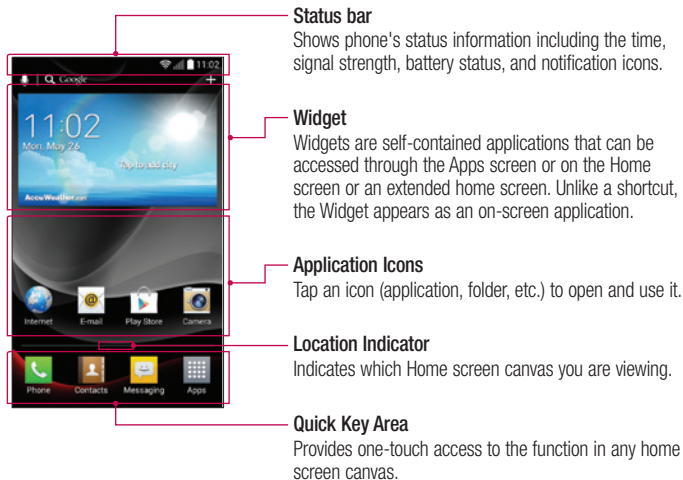 Status bar
Shows phone's status information including the time,
signal strength, battery status, and notification icons.
11:02
Google
Widget
Widgets are self-contained applications that can be
accessed through the Apps screen or on the Home
screen or an extended home screen. Unlike a shortcut,
the Widget appears as an on-screen application.
11:02
Mon, May 26
Tap to add city
AccuWeather.com
Application Icons
Tap an icon (application, folder, etc.) to open and use it.
Internet E-mail Play Store Camera
Location Indicator
Indicates which Home screen canvas you are viewing.
Phone Contacts Messaging Apps
Quick Key Area
Provides one-touch access to the function in any home
screen canvas.